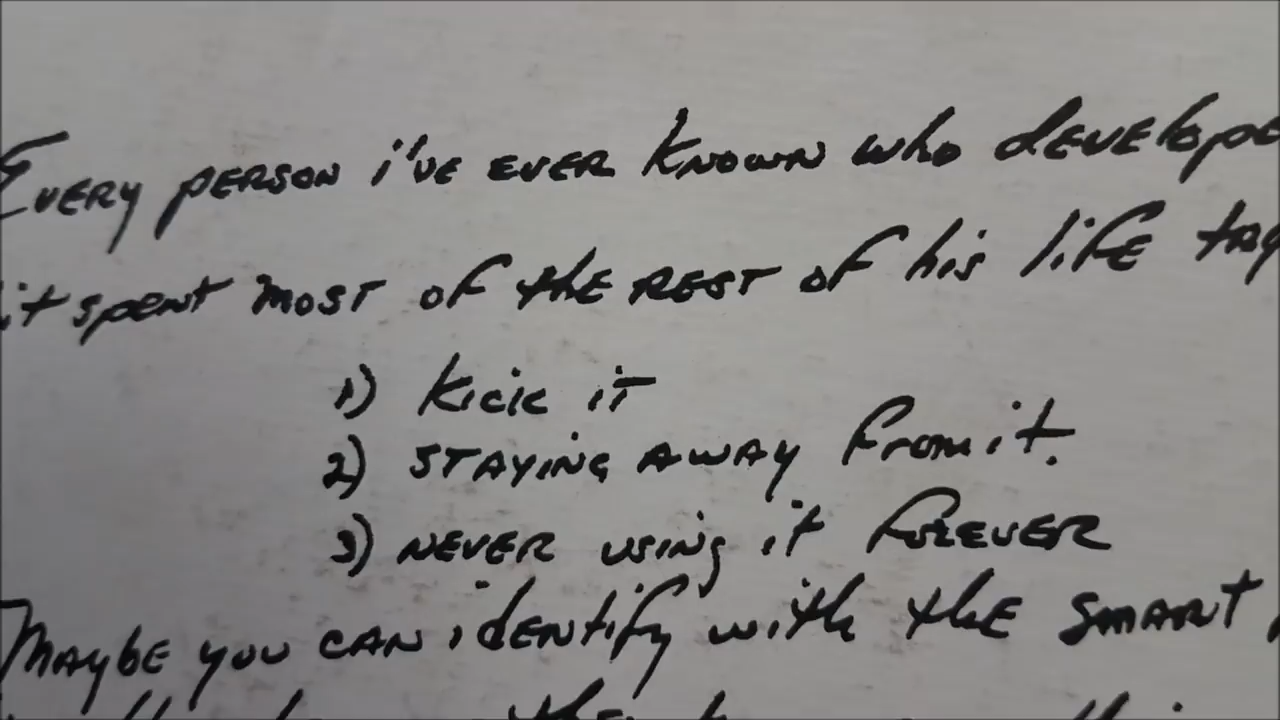 Every person i've ever known who develope
it spent most of the rest of his life try
1) Kick it
2) Staying away from it.
3) never using it forever
Maybe you can identify with the smart